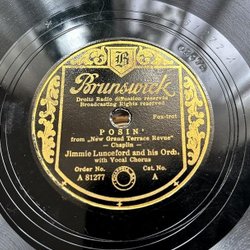 B
Brunswick
Droits Radio diffusion reservés
Broadcasting Rights reserved
Fox-trot
POSIN'
from „New Grand Terrace Revue"
— Chaplin —
Jimmie Lunceford and his Orch.
with Vocal Chorus
Order No.
Cat. No.
A 81277
A